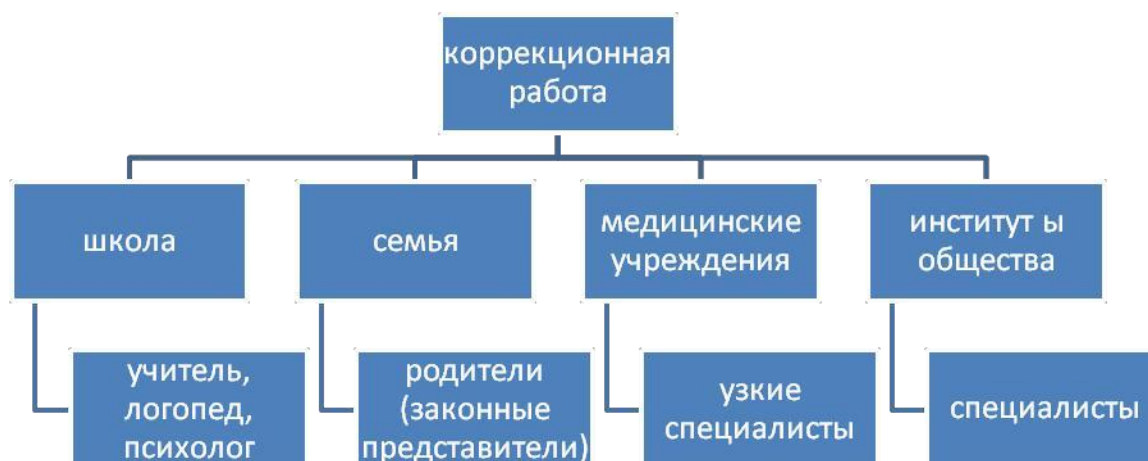 коррекционная
работа
школа
семья
медицинские
учреждения
институт ы
общества
учитель,
логопед,
психолог
родители
(законные
представители)
узкие
специалисты
специалисты